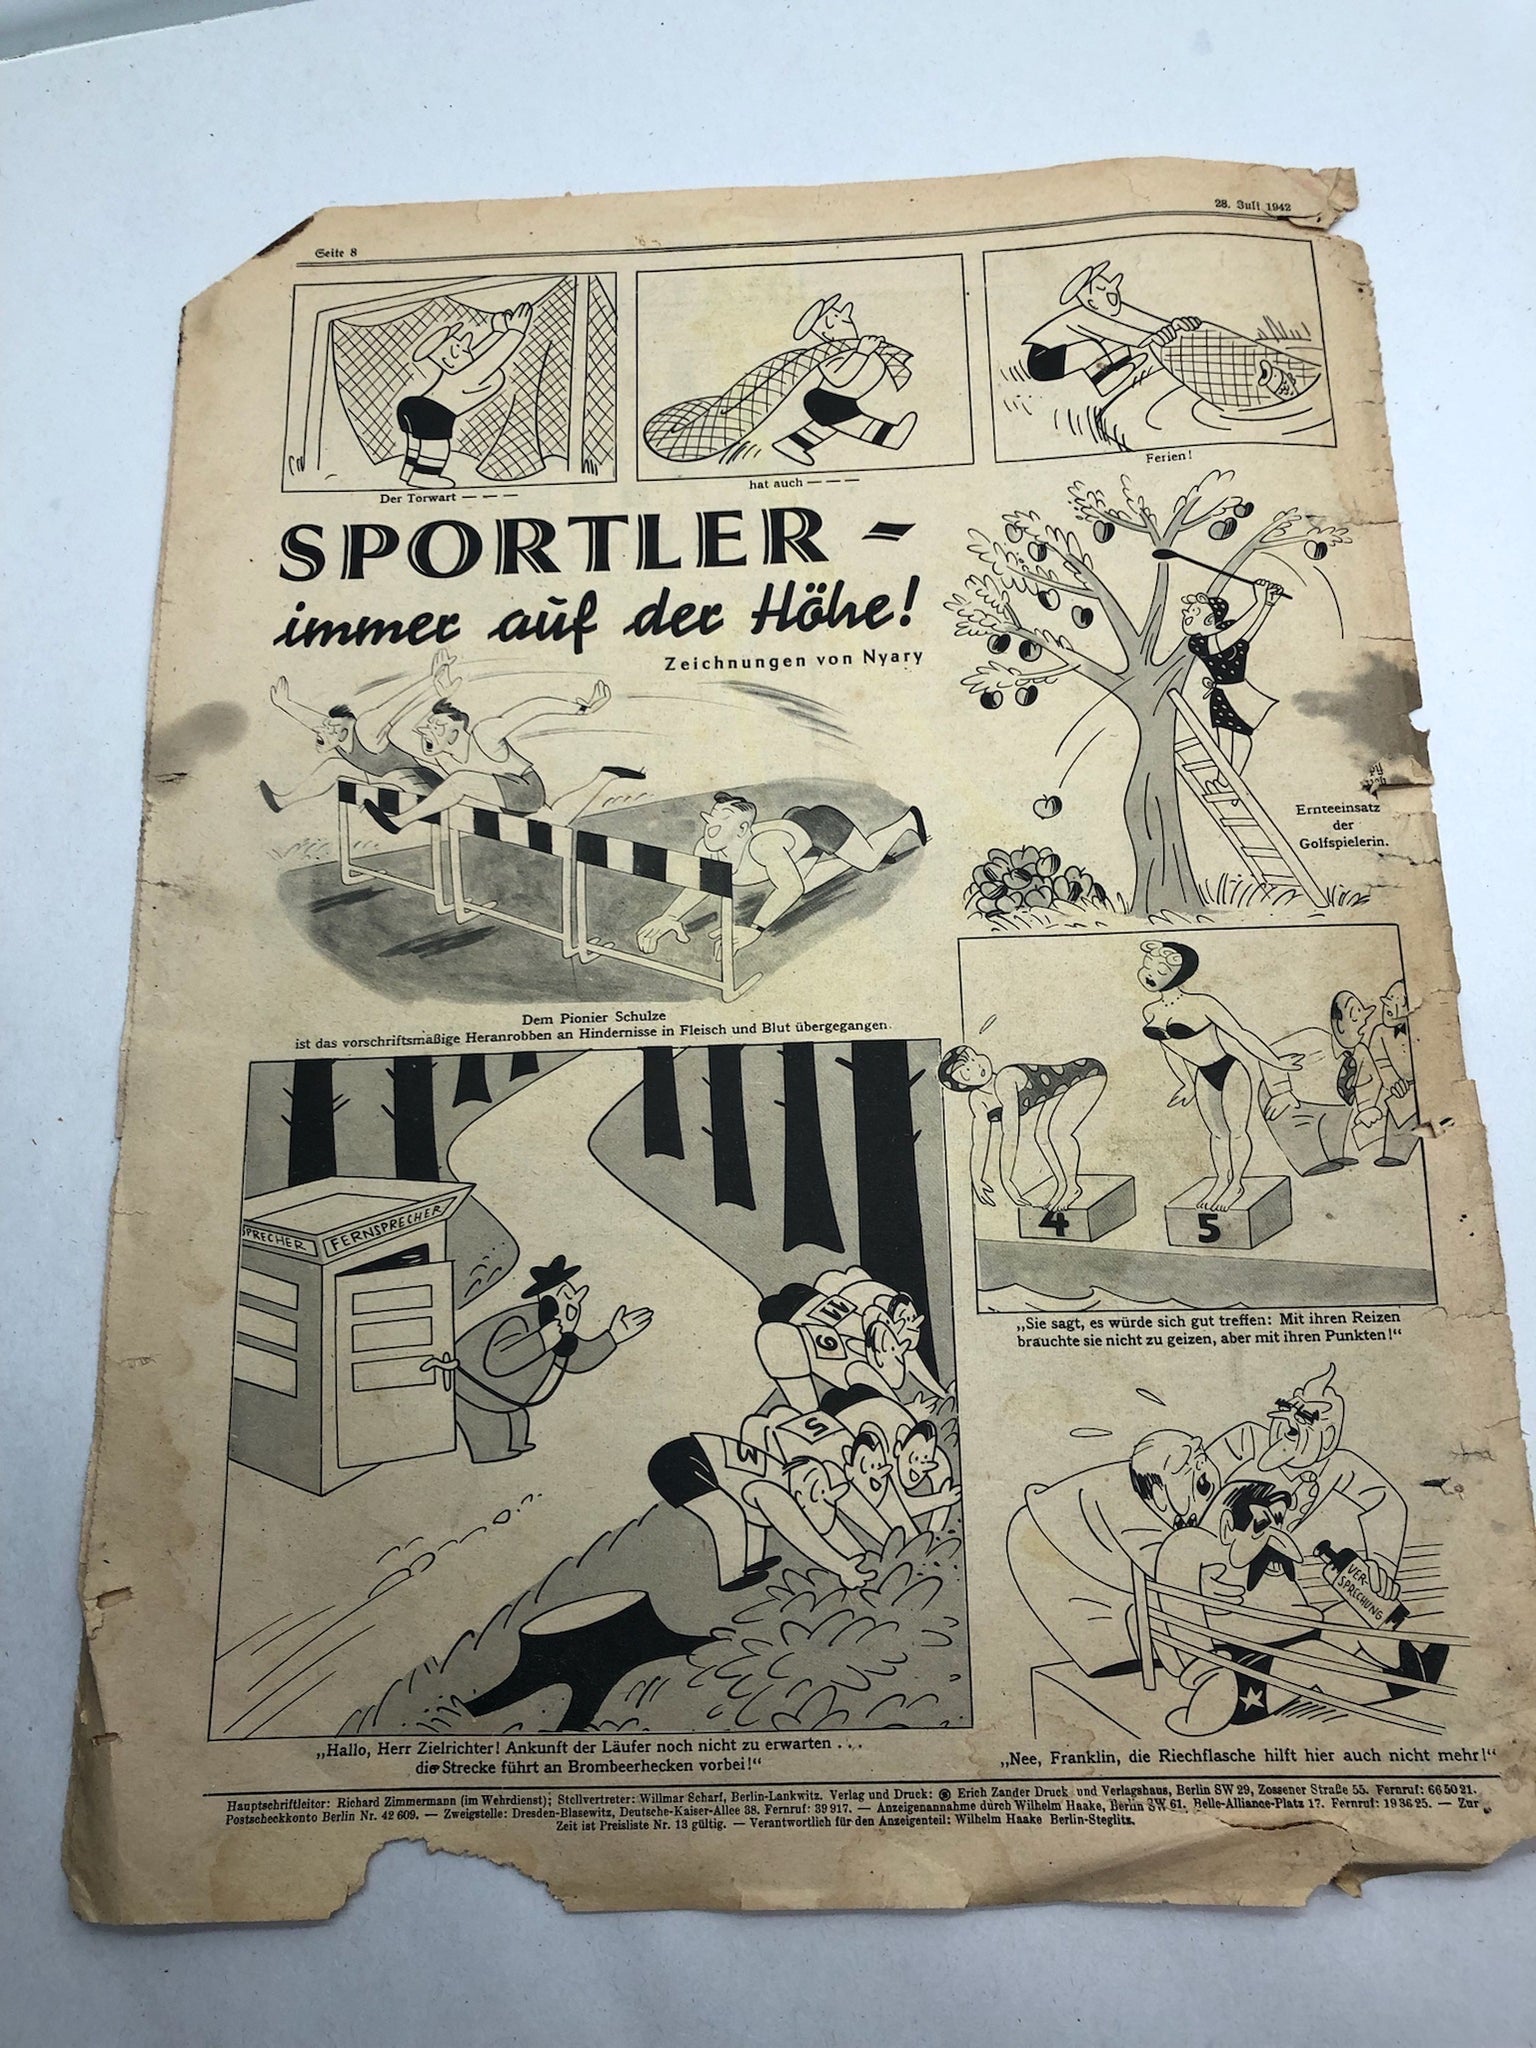 Seite 8
28. Juli 1942
Der Torwart — — —
hat auch — — —
Ferien!
SPORTLER –
immer auf der Höhe!
Zeichnungen von Nyary
Ernteeinsatz
der
Golfspielerin.
Dem Pionier Schulze
ist das vorschriftsmäßige Heranrobben an Hindernisse in Fleisch und Blut übergegangen.
4
5
„Sie sagt, es würde sich gut treffen: Mit ihren Reizen
brauchte sie nicht zu geizen, aber mit ihren Punkten!“
SPRECHER
FERNSPRECHER
M
6
5
3
„Hallo, Herr Zielrichter! Ankunft der Läufer noch nicht zu erwarten . . .
die Strecke führt an Brombeerhecken vorbei!“
VER-
SPRECHUNG
„Nee, Franklin, die Riechflasche hilft hier auch nicht mehr!“
Hauptschriftleiter: Richard Zimmermann (im Wehrdienst); Stellvertreter: Willmar Scharf, Berlin-Lankwitz. Verlag und Druck: Erich Zander Druck und Verlagshaus, Berlin SW 29, Zossener Straße 55. Fernruf: 66 50 21.
Postscheckkonto Berlin Nr. 42 609. — Zweigstelle: Dresden-Blasewitz, Deutsche-Kaiser-Allee 38. Fernruf: 39 917. — Anzeigenannahme durch Wilhelm Haake, Berlin SW 61, Belle-Alliance-Platz 17. Fernruf: 19 36 25. — Zur
Zeit ist Preisliste Nr. 13 gültig. — Verantwortlich für den Anzeigenteil: Wilhelm Haake Berlin-Steglitz.